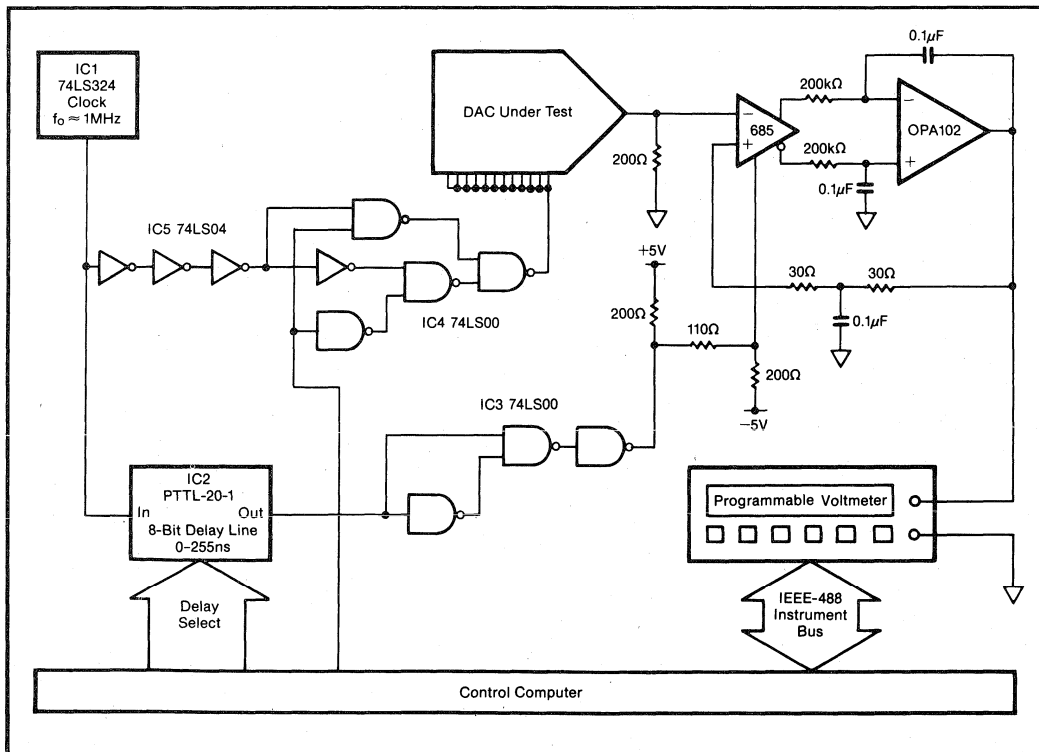 IC1
74LS324
Clock
fo ≈ 1MHz
DAC Under Test
200Ω
−
685
+
200kΩ
200kΩ
0.1µF
−
OPA102
+
0.1µF
IC5 74LS04
IC4 74LS00
+5V
200Ω
30Ω
30Ω
0.1µF
110Ω
200Ω
−5V
IC3 74LS00
IC2
PTTL-20-1
In
Out
8-Bit Delay Line
0-255ns
Delay
Select
Programmable Voltmeter
IEEE-488
Instrument
Bus
Control Computer